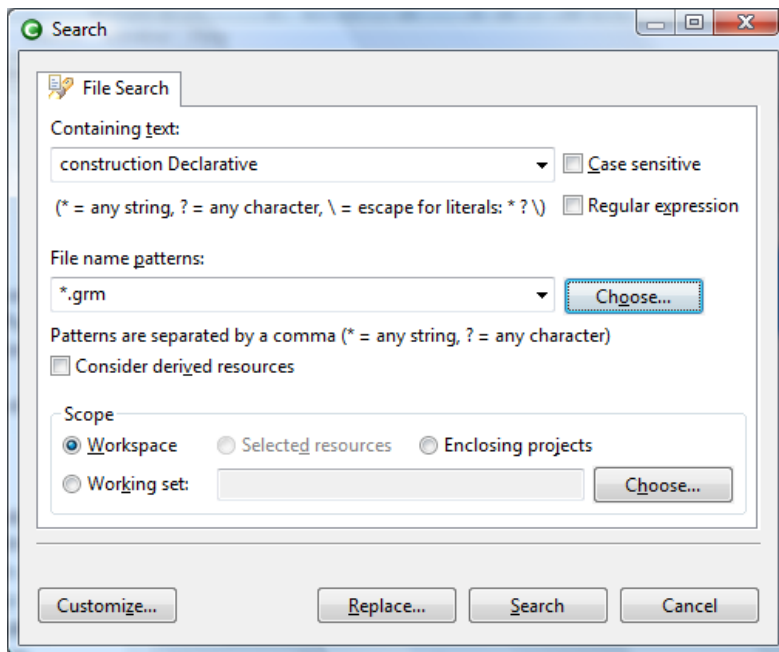 Search
File Search
Containing text:
construction Declarative
Case sensitive
(* = any string, ? = any character, \ = escape for literals: * ? \)
Regular expression
File name patterns:
*.grm
Choose...
Patterns are separated by a comma (* = any string, ? = any character)
Consider derived resources
Scope
Workspace
Selected resources
Enclosing projects
Working set:
Choose...
Customize...
Replace...
Search
Cancel